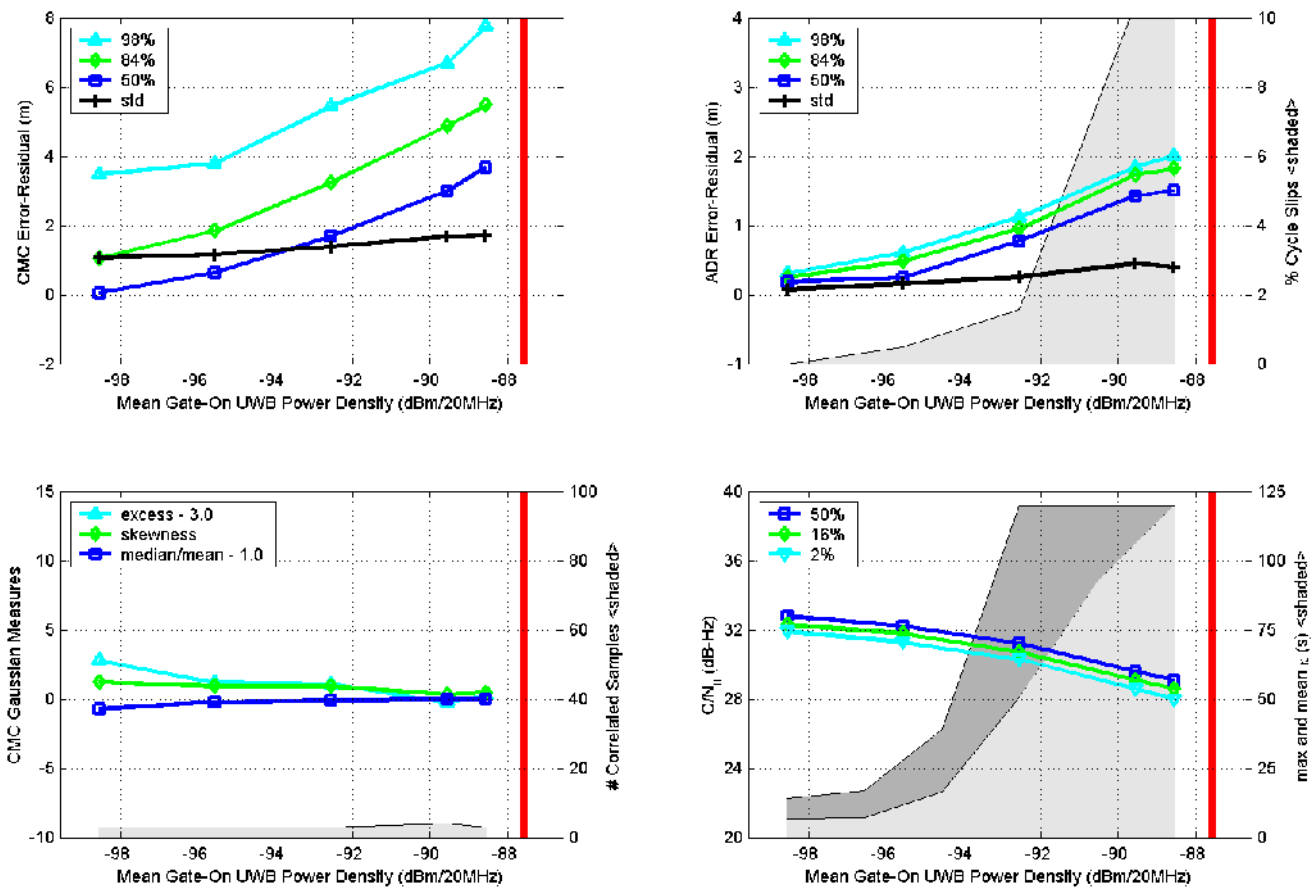 8
6
4
2
0
-2
98%
84%
50%
std
CMC Error-Residual (m)
-98 -96 -94 -92 -90 -88
Mean Gate-On UWB Power Density (dBm/20MHz)
4
3
2
1
0
-1
98%
84%
50%
std
ADR Error-Residual (m)
10
8
6
4
2
0
% Cycle Slips <shaded>
-98 -96 -94 -92 -90 -88
Mean Gate-On UWB Power Density (dBm/20MHz)
15
10
5
0
-5
-10
excess - 3.0
skewness
median/mean - 1.0
CMC Gaussian Measures
100
80
60
40
20
0
# Correlated Samples <shaded>
-98 -96 -94 -92 -90 -88
Mean Gate-On UWB Power Density (dBm/20MHz)
40
36
32
28
24
20
50%
16%
2%
(dB-Hz)
125
100
75
50
25
0
max and mean (s) <shaded>
-98 -96 -94 -92 -90 -88
Mean Gate-On UWB Power Density (dBm/20MHz)